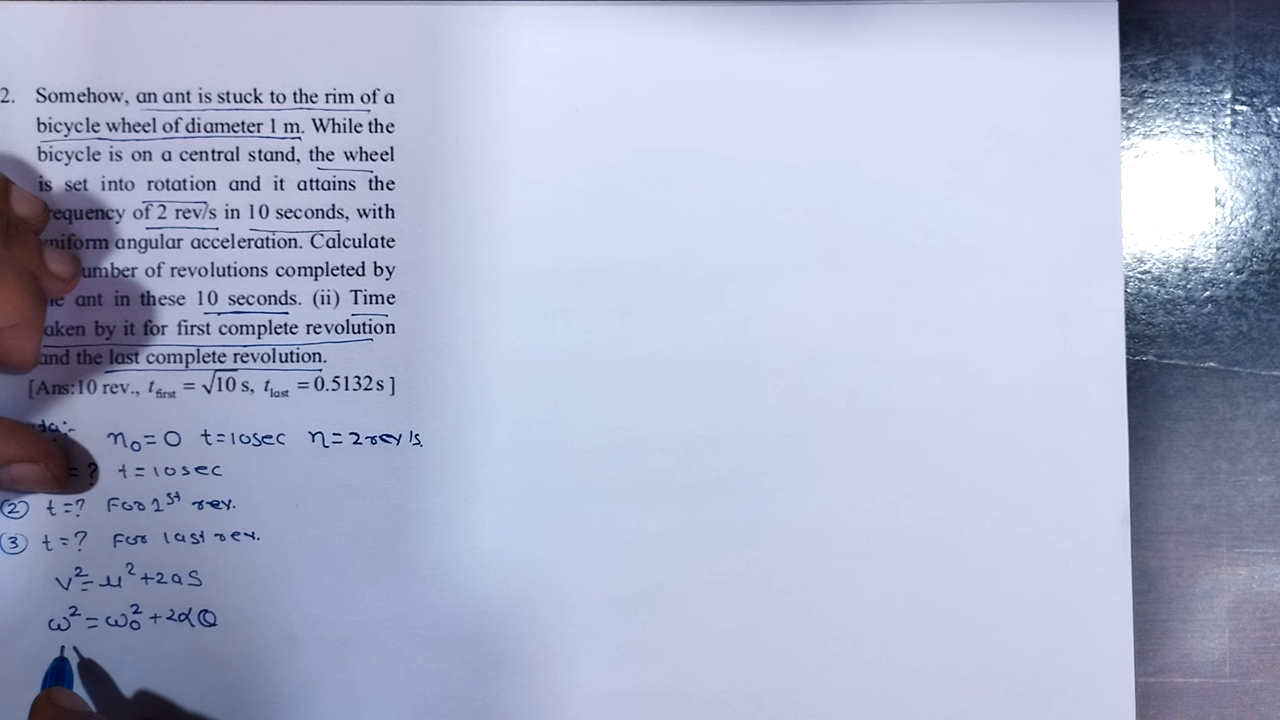 2. Somehow, an ant is stuck to the rim of a
bicycle wheel of diameter 1 m. While the
bicycle is on a central stand, the wheel
is set into rotation and it attains the
requency of 2 rev/s in 10 seconds, with
niform angular acceleration. Calculate
umber of revolutions completed by
e ant in these 10 seconds. (ii) Time
aken by it for first complete revolution
and the last complete revolution.
[Ans:10 rev., t_first = √10 s, t_last = 0.5132s ]
n₀=0 t=10sec n=2rev/s.
=? t=10sec
② t=? For 1st rev.
③ t=? For last rev.
v²=u²+2as
ω²=ω₀²+2αθ